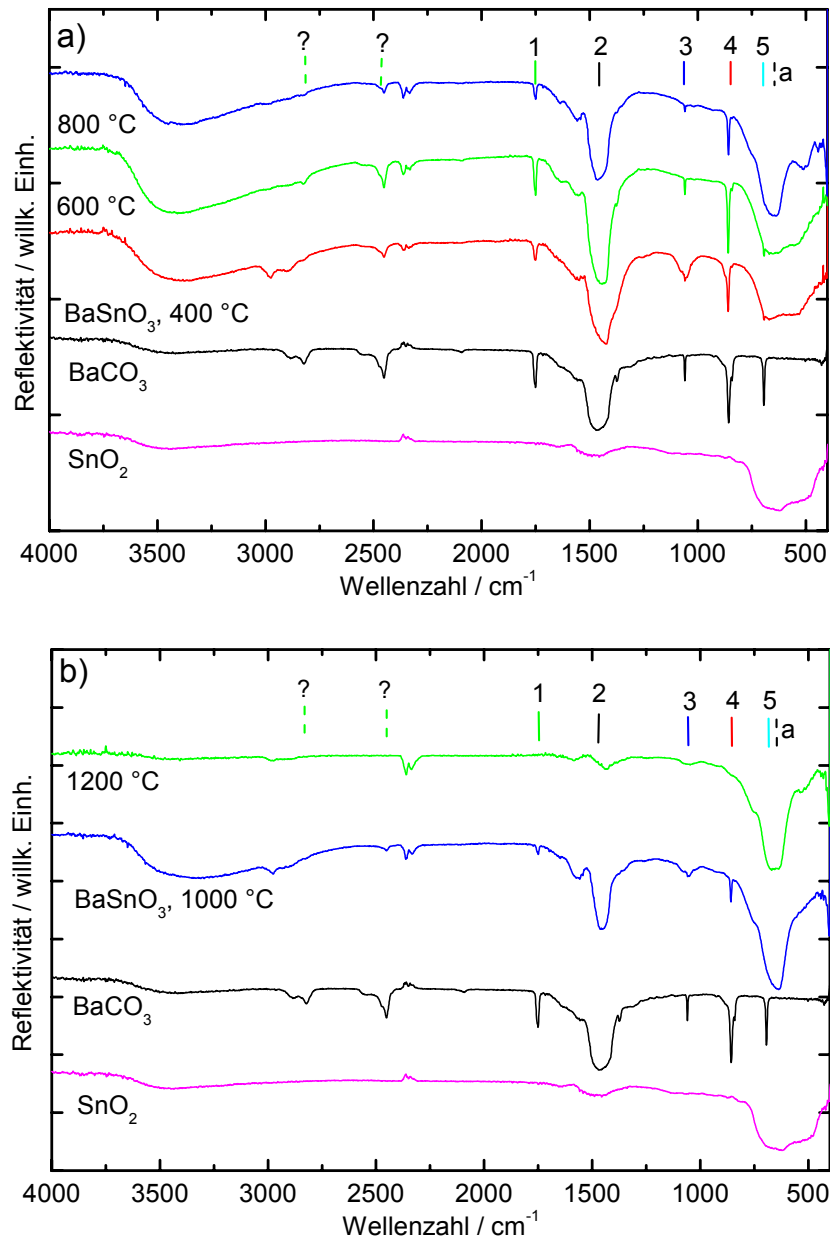 a)
? ? 1 2 3 4 5 a
800 °C
600 °C
BaSnO₃, 400 °C
BaCO₃
SnO₂
Reflektivität / willk. Einh.
4000 3500 3000 2500 2000 1500 1000 500
Wellenzahl / cm⁻¹
b)
? ? 1 2 3 4 5 a
1200 °C
BaSnO₃, 1000 °C
BaCO₃
SnO₂
Reflektivität / willk. Einh.
4000 3500 3000 2500 2000 1500 1000 500
Wellenzahl / cm⁻¹